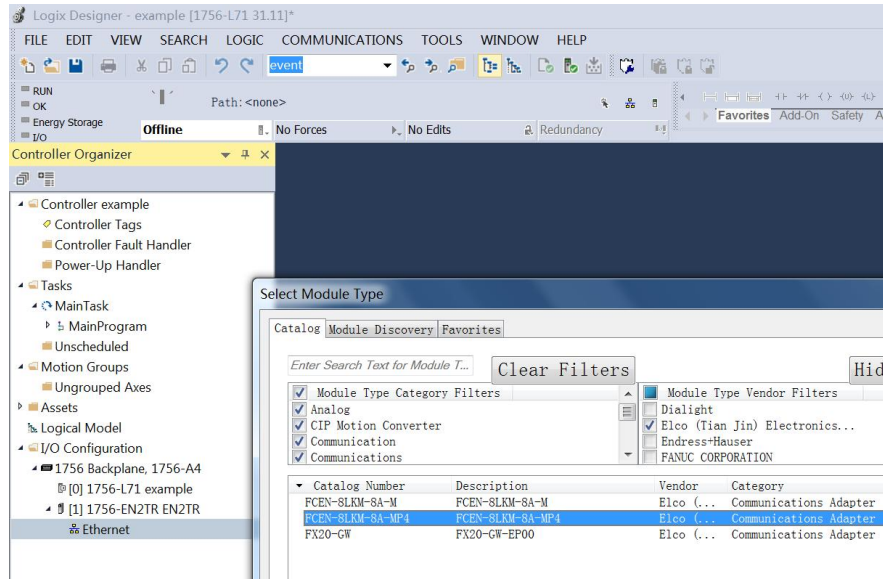 Logix Designer - example [1756-L71 31.11]*
FILE EDIT VIEW SEARCH LOGIC COMMUNICATIONS TOOLS WINDOW HELP
event
RUN
OK
Energy Storage
I/O
Path: <none>
Offline
No Forces
No Edits
Redundancy
Favorites Add-On Safety A
Controller Organizer
Controller example
Controller Tags
Controller Fault Handler
Power-Up Handler
Tasks
MainTask
MainProgram
Unscheduled
Motion Groups
Ungrouped Axes
Assets
Logical Model
I/O Configuration
1756 Backplane, 1756-A4
[0] 1756-L71 example
[1] 1756-EN2TR EN2TR
Ethernet
Select Module Type
Catalog Module Discovery Favorites
Enter Search Text for Module T...
Clear Filters
Hid
Module Type Category Filters
Analog
CIP Motion Converter
Communication
Communications
Module Type Vendor Filters
Dialight
Elco (Tian Jin) Electronics...
Endress+Hauser
FANUC CORPORATION
Catalog Number Description Vendor Category
FCEN-8LKM-8A-M FCEN-8LKM-8A-M Elco (... Communications Adapter
FCEN-8LKM-8A-MP4 FCEN-8LKM-8A-MP4 Elco (... Communications Adapter
FX20-GW FX20-GW-EP00 Elco (... Communications Adapter